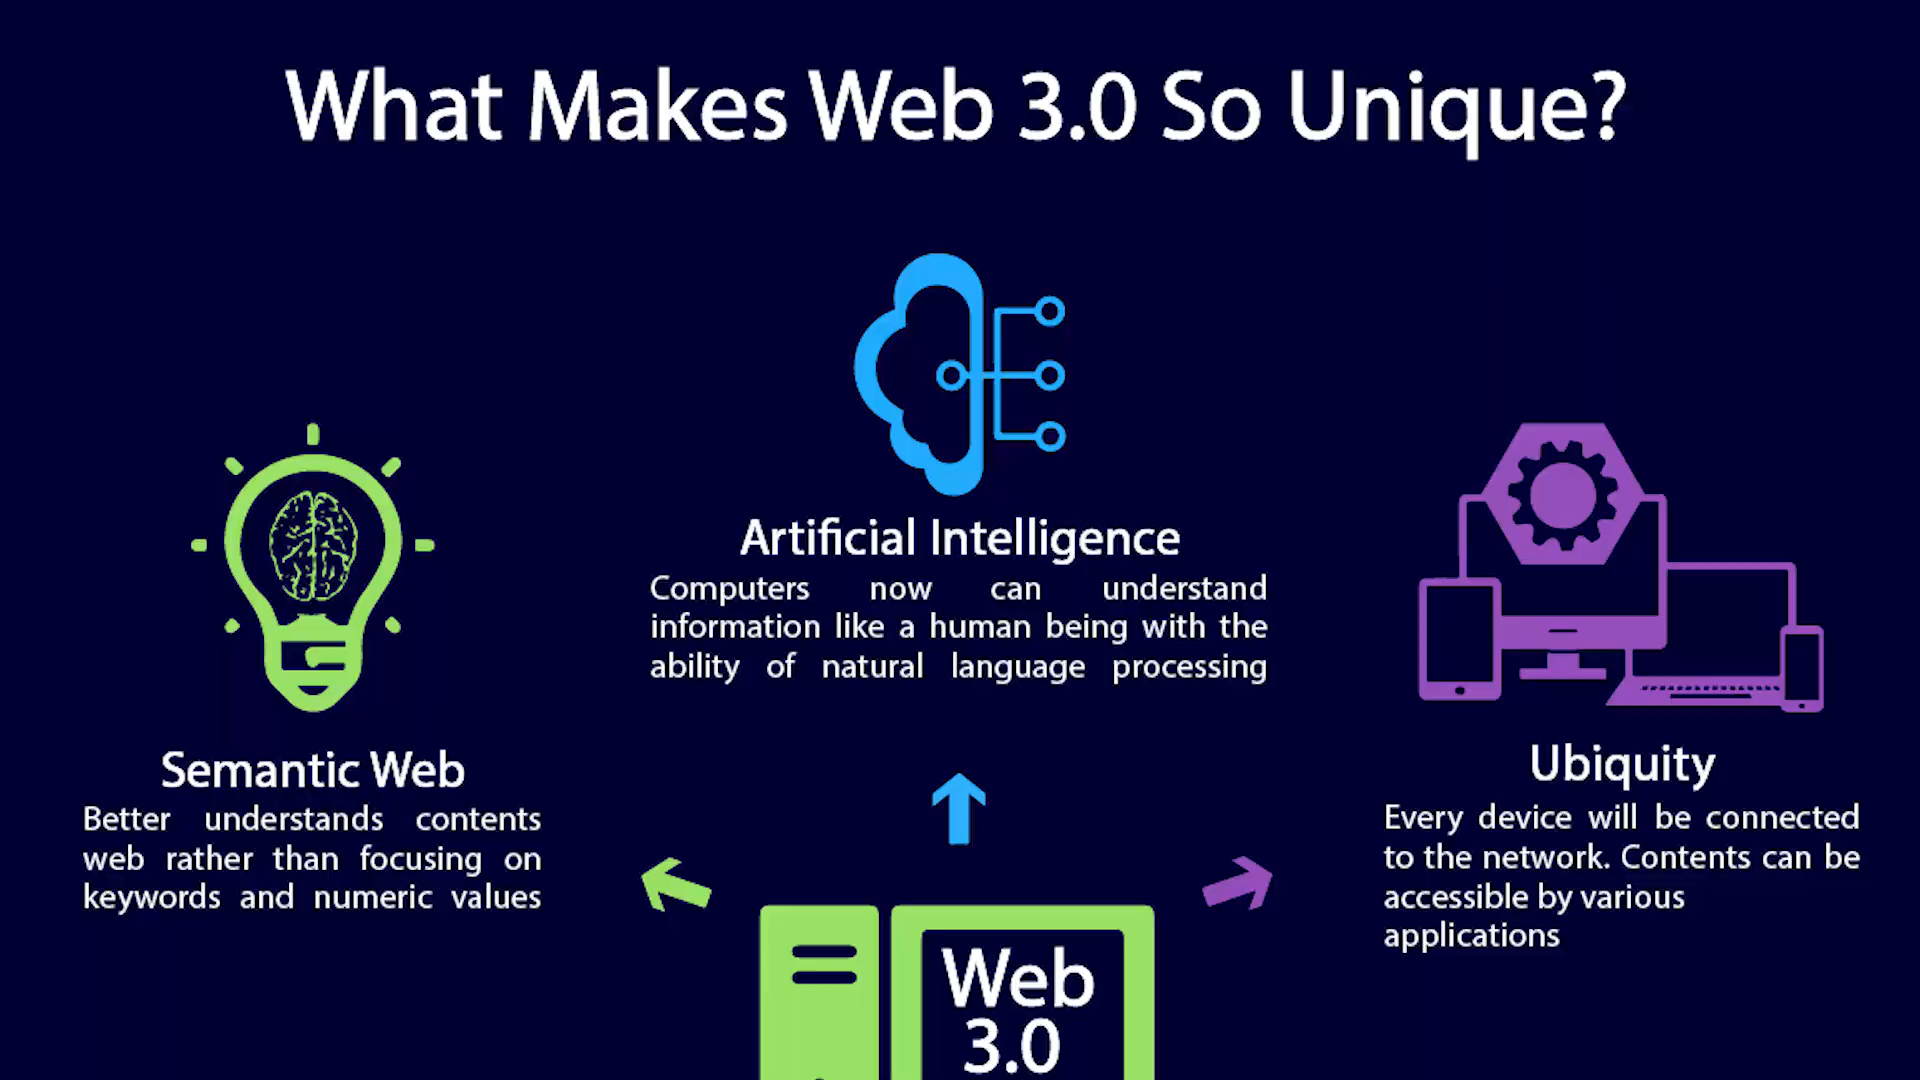 What Makes Web 3.0 So Unique?
Artificial Intelligence
Computers now can understand
information like a human being with the
ability of natural language processing
Semantic Web
Better understands contents
web rather than focusing on
keywords and numeric values
Ubiquity
Every device will be connected
to the network. Contents can be
accessible by various
applications
Web
3.0